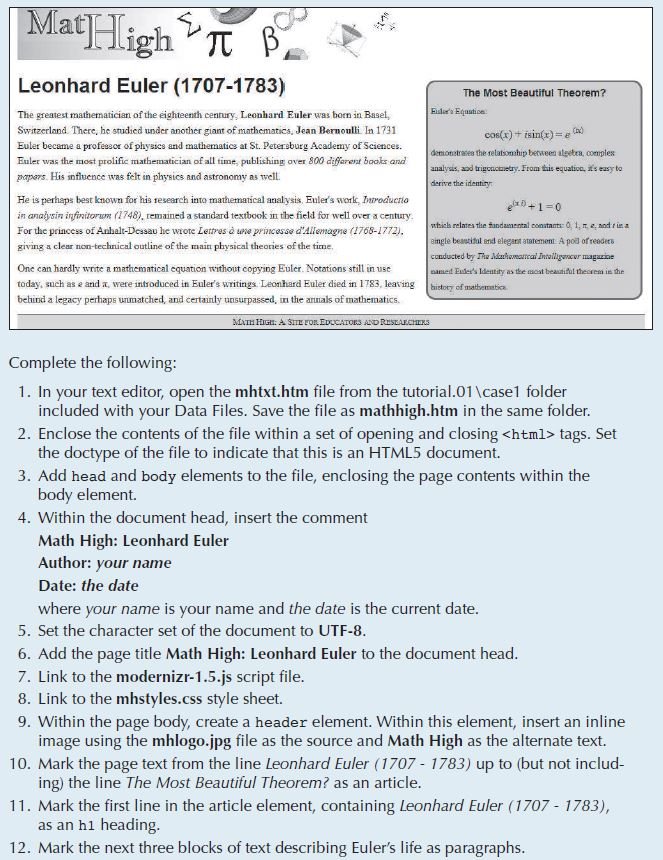 Math High Σ π β
Leonhard Euler (1707-1783)
The greatest mathematician of the eighteenth century, Leonhard Euler was born in Basel,
Switzerland. There, he studied under another giant of mathematics, Jean Bernoulli. In 1731
Euler became a professor of physics and mathematics at St. Petersburg Academy of Sciences.
Euler was the most prolific mathematician of all time, publishing over 800 different books and
papers. His influence was felt in physics and astronomy as well.
He is perhaps best known for his research into mathematical analysis. Euler's work, Introductio
in analysin infinitorum (1748), remained a standard textbook in the field for well over a century.
For the princess of Anhalt-Dessau he wrote Lettres à une princesse d'Allemagne (1768-1772),
giving a clear non-technical outline of the main physical theories of the time.
One can hardly write a mathematical equation without copying Euler. Notations still in use
today, such as e and π, were introduced in Euler's writings. Leonhard Euler died in 1783, leaving
behind a legacy perhaps unmatched, and certainly unsurpassed, in the annals of mathematics.
The Most Beautiful Theorem?
Euler's Equation:
cos(x) + isin(x) = e (ix)
demonstrates the relationship between algebra, complex
analysis, and trigonometry. From this equation, it's easy to
derive the identity:
e(π i) + 1 = 0
which relates the fundamental constants: 0, 1, π, e, and i in a
single beautiful and elegant statement. A poll of readers
conducted by The Mathematical Intelligencer magazine
named Euler's Identity as the most beautiful theorem in the
history of mathematics.
Math High: A Site for Educators and Researchers
Complete the following:
1. In your text editor, open the mhtxt.htm file from the tutorial.01\case1 folder
included with your Data Files. Save the file as mathhigh.htm in the same folder.
2. Enclose the contents of the file within a set of opening and closing <html> tags. Set
the doctype of the file to indicate that this is an HTML5 document.
3. Add head and body elements to the file, enclosing the page contents within the
body element.
4. Within the document head, insert the comment
Math High: Leonhard Euler
Author: your name
Date: the date
where your name is your name and the date is the current date.
5. Set the character set of the document to UTF-8.
6. Add the page title Math High: Leonhard Euler to the document head.
7. Link to the modernizr-1.5.js script file.
8. Link to the mhstyles.css style sheet.
9. Within the page body, create a header element. Within this element, insert an inline
image using the mhlogo.jpg file as the source and Math High as the alternate text.
10. Mark the page text from the line Leonhard Euler (1707 - 1783) up to (but not includ-
ing) the line The Most Beautiful Theorem? as an article.
11. Mark the first line in the article element, containing Leonhard Euler (1707 - 1783),
as an h1 heading.
12. Mark the next three blocks of text describing Euler's life as paragraphs.